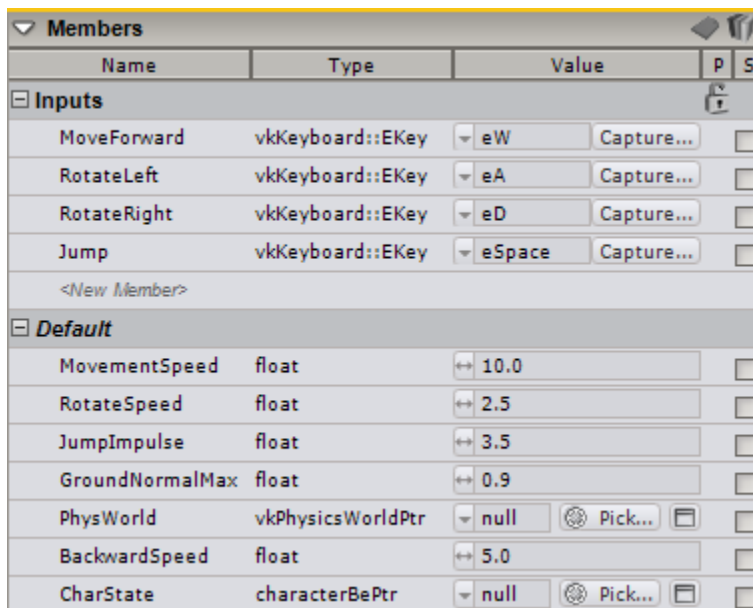 Members
Name Type Value P S
Inputs
MoveForward vkKeyboard::EKey eW Capture...
RotateLeft vkKeyboard::EKey eA Capture...
RotateRight vkKeyboard::EKey eD Capture...
Jump vkKeyboard::EKey eSpace Capture...
<New Member>
Default
MovementSpeed float 10.0
RotateSpeed float 2.5
JumpImpulse float 3.5
GroundNormalMax float 0.9
PhysWorld vkPhysicsWorldPtr null Pick...
BackwardSpeed float 5.0
CharState characterBePtr null Pick...